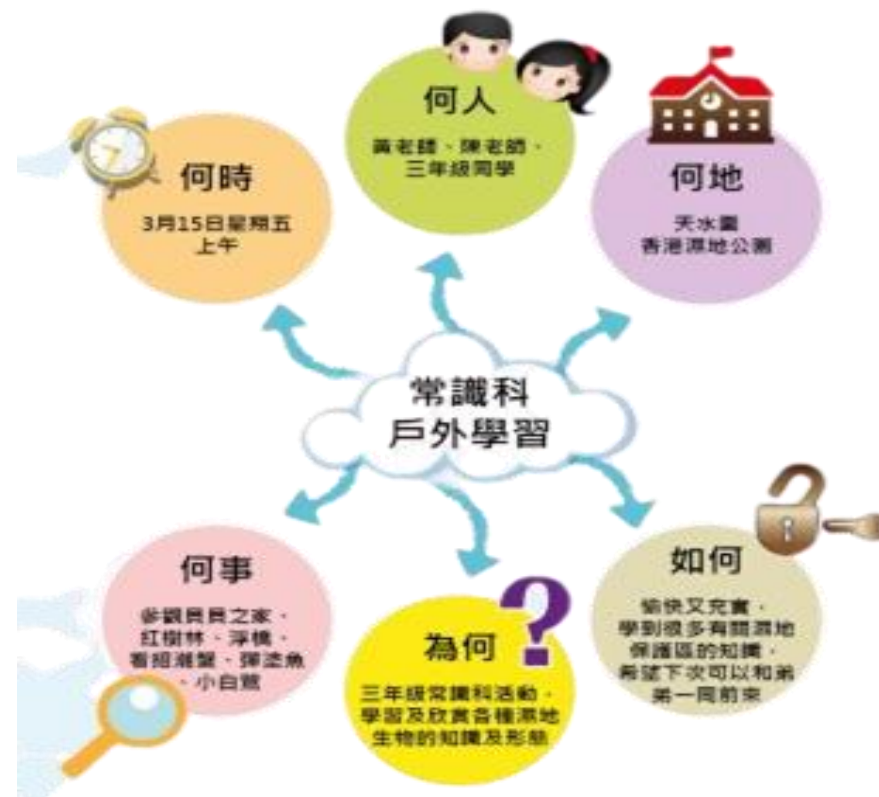 何人
黃老師、陳老師、
三年級同學
何時
3月15日星期五
上午
何地
天水圍
香港濕地公園
常識科
戶外學習
何事
參觀貝貝之家、
紅樹林、浮橋、
看招潮蟹、彈塗魚
、小白鷺
為何
三年級常識科活動，
學習及欣賞各種濕地
生物的知識及形態
如何
愉快又充實，
學到很多有關濕地
保護區的知識，
希望下次可以和弟
弟一同前來